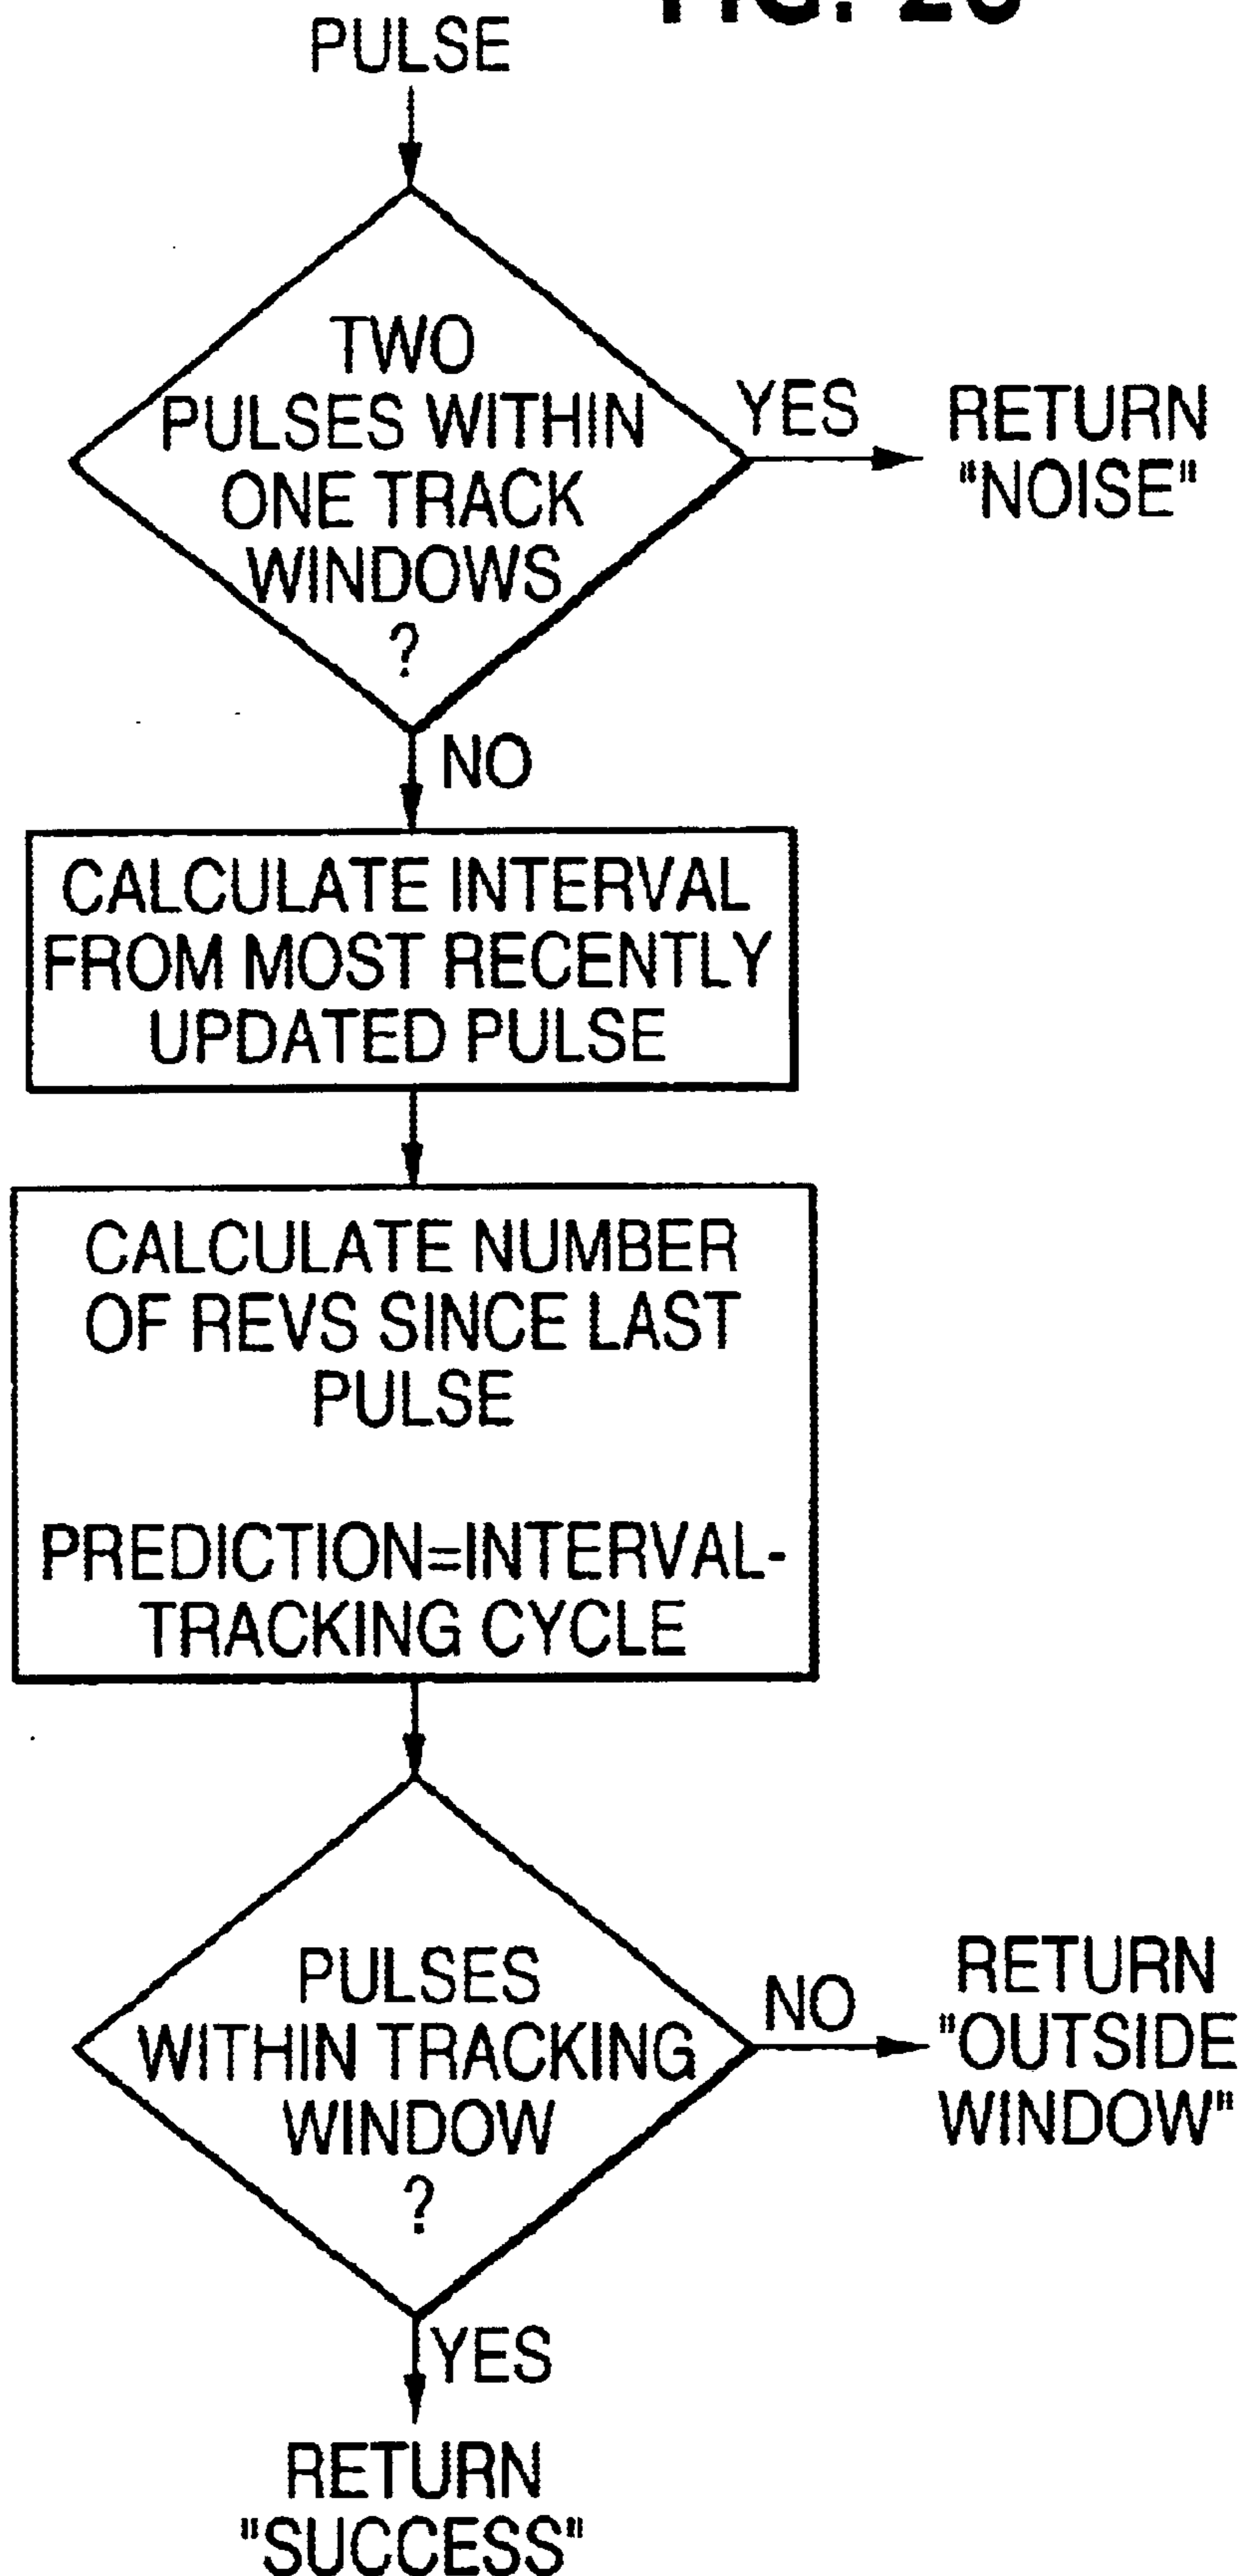 PULSE
TWO
PULSES WITHIN
ONE TRACK
WINDOWS
?
YES
RETURN
"NOISE"
NO
CALCULATE INTERVAL
FROM MOST RECENTLY
UPDATED PULSE
CALCULATE NUMBER
OF REVS SINCE LAST
PULSE
PREDICTION=INTERVAL-
TRACKING CYCLE
PULSES
WITHIN TRACKING
WINDOW
?
NO
RETURN
"OUTSIDE
WINDOW"
YES
RETURN
"SUCCESS"